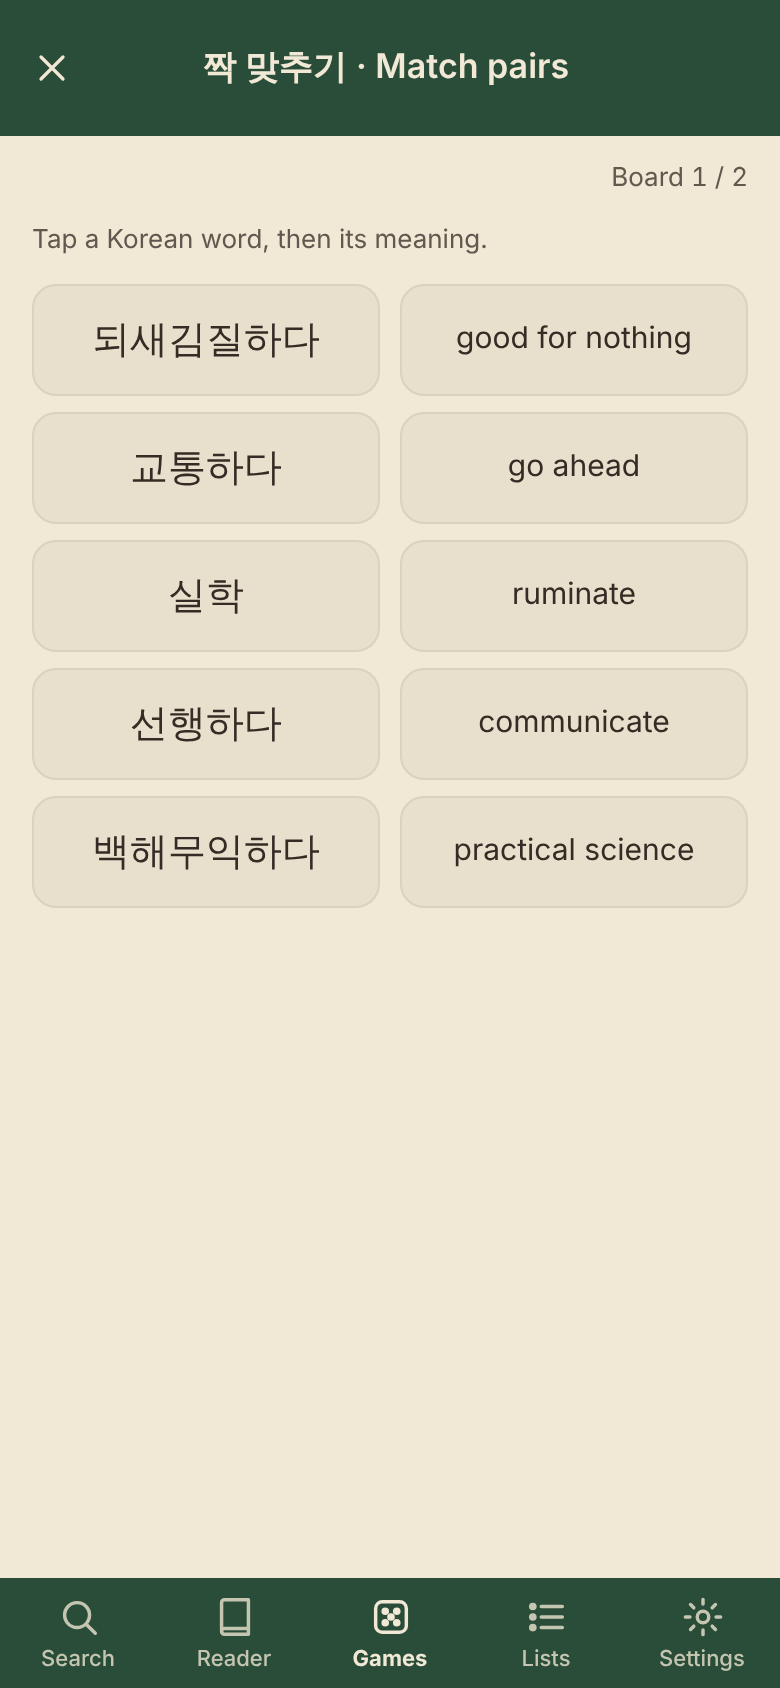 짝 맞추기 · Match pairs
Board 1 / 2
Tap a Korean word, then its meaning.
되새김질하다
good for nothing
교통하다
go ahead
실학
ruminate
선행하다
communicate
백해무익하다
practical science
Search
Reader
Games
Lists
Settings